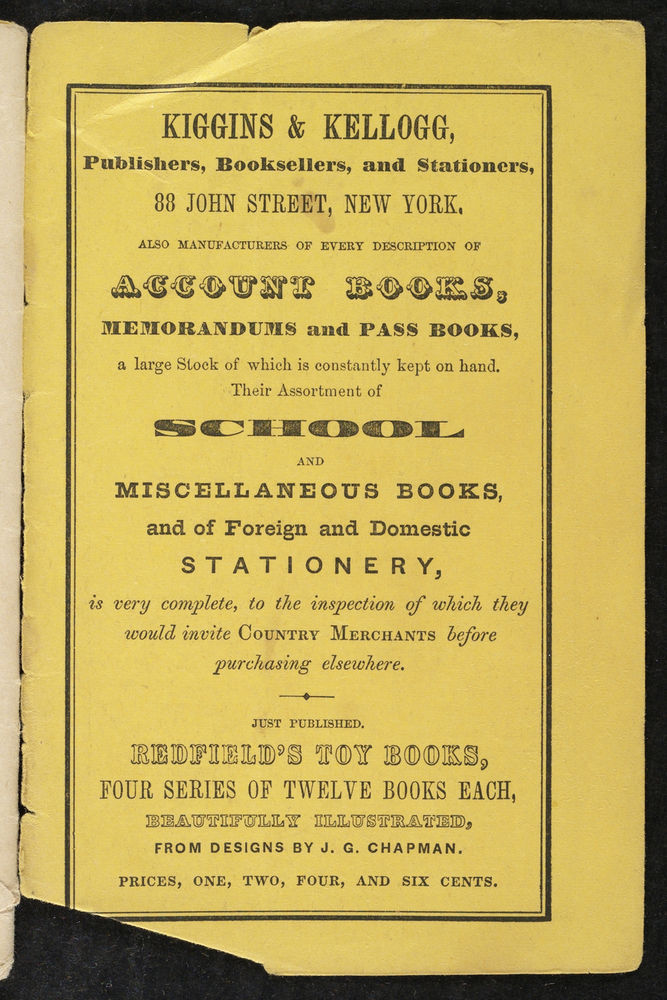 KIGGINS & KELLOGG,
Publishers, Booksellers, and Stationers,
88 JOHN STREET, NEW YORK.
ALSO MANUFACTURERS OF EVERY DESCRIPTION OF
ACCOUNT BOOKS,
MEMORANDUMS and PASS BOOKS,
a large Stock of which is constantly kept on hand.
Their Assortment of
SCHOOL
AND
MISCELLANEOUS BOOKS,
and of Foreign and Domestic
STATIONERY,
is very complete, to the inspection of which they
would invite COUNTRY MERCHANTS before
purchasing elsewhere.
JUST PUBLISHED.
REDFIELD'S TOY BOOKS,
FOUR SERIES OF TWELVE BOOKS EACH,
BEAUTIFULLY ILLUSTRATED,
FROM DESIGNS BY J. G. CHAPMAN.
PRICES, ONE, TWO, FOUR, AND SIX CENTS.